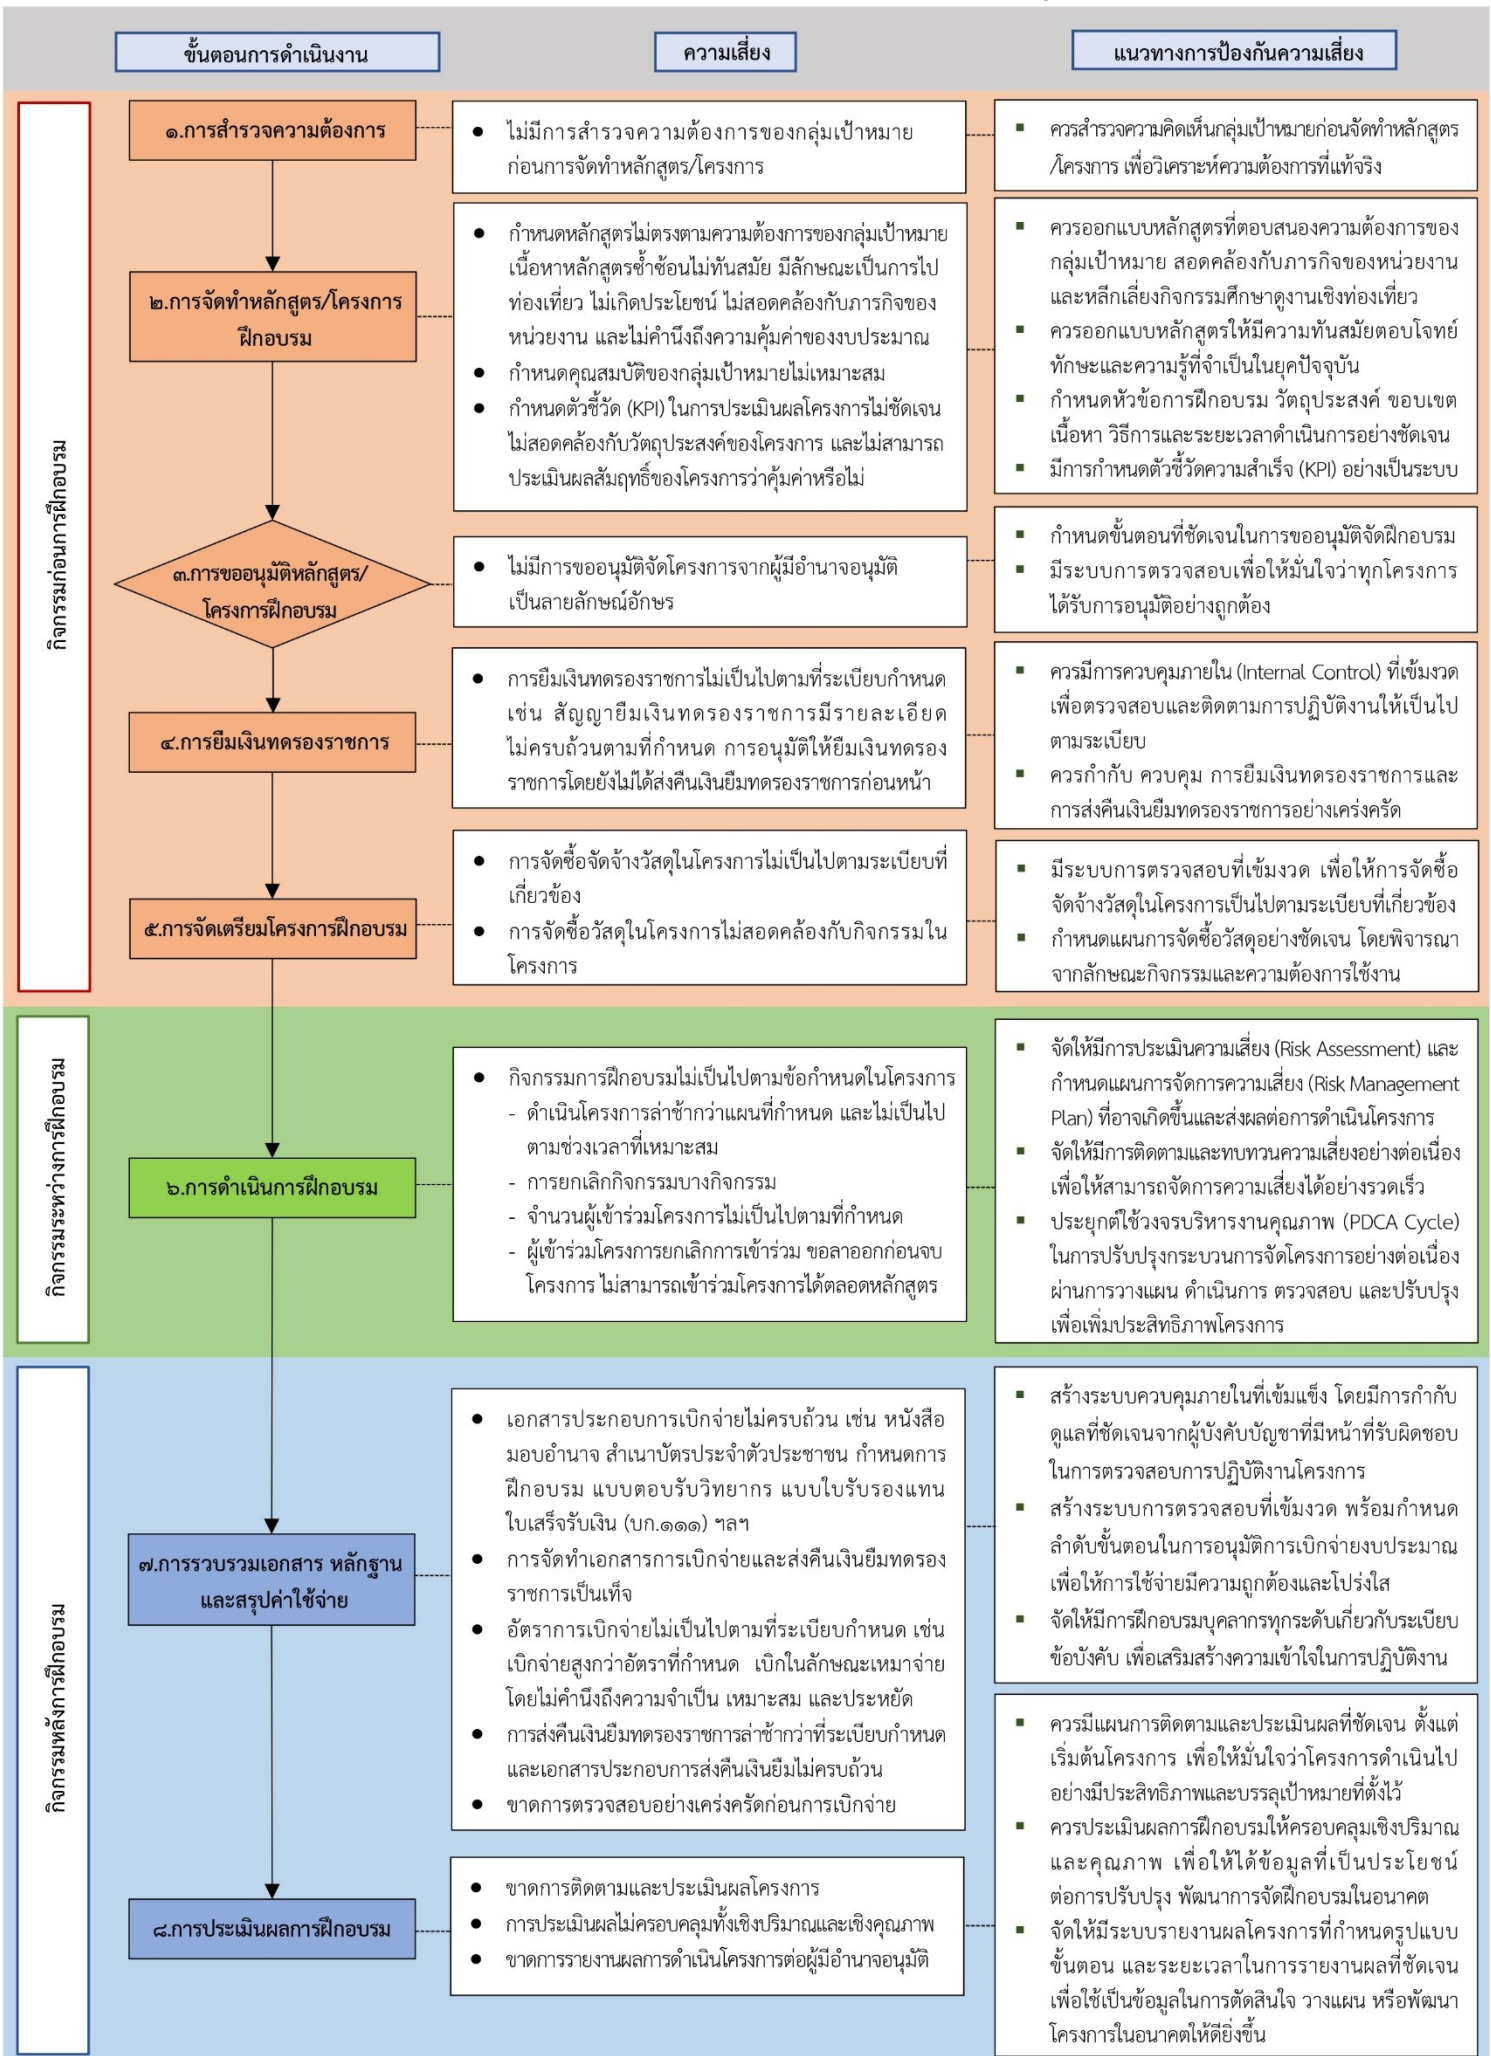 ขั้นตอนการดำเนินงาน
ความเสี่ยง
แนวทางการป้องกันความเสี่ยง
กิจกรรมก่อนการฝึกอบรม
๑.การสำรวจความต้องการ
● ไม่มีการสำรวจความต้องการของกลุ่มเป้าหมาย
ก่อนการจัดทำหลักสูตร/โครงการ
▪ ควรสำรวจความคิดเห็นกลุ่มเป้าหมายก่อนจัดทำหลักสูตร
/โครงการ เพื่อวิเคราะห์ความต้องการที่แท้จริง
๒.การจัดทำหลักสูตร/โครงการ
ฝึกอบรม
● กำหนดหลักสูตรไม่ตรงตามความต้องการของกลุ่มเป้าหมาย
เนื้อหาหลักสูตรซ้ำซ้อนไม่ทันสมัย มีลักษณะเป็นการไป
ท่องเที่ยว ไม่เกิดประโยชน์ ไม่สอดคล้องกับภารกิจของ
หน่วยงาน และไม่คำนึงถึงความคุ้มค่าของงบประมาณ
● กำหนดคุณสมบัติของกลุ่มเป้าหมายไม่เหมาะสม
● กำหนดตัวชี้วัด (KPI) ในการประเมินผลโครงการไม่ชัดเจน
ไม่สอดคล้องกับวัตถุประสงค์ของโครงการ และไม่สามารถ
ประเมินผลสัมฤทธิ์ของโครงการว่าคุ้มค่าหรือไม่
▪ ควรออกแบบหลักสูตรที่ตอบสนองความต้องการของ
กลุ่มเป้าหมาย สอดคล้องกับภารกิจของหน่วยงาน
และหลีกเลี่ยงกิจกรรมศึกษาดูงานเชิงท่องเที่ยว
▪ ควรออกแบบหลักสูตรให้มีความทันสมัยตอบโจทย์
ทักษะและความรู้ที่จำเป็นในยุคปัจจุบัน
▪ กำหนดหัวข้อการฝึกอบรม วัตถุประสงค์ ขอบเขต
เนื้อหา วิธีการและระยะเวลาดำเนินการอย่างชัดเจน
▪ มีการกำหนดตัวชี้วัดความสำเร็จ (KPI) อย่างเป็นระบบ
๓.การขออนุมัติหลักสูตร/
โครงการฝึกอบรม
● ไม่มีการขออนุมัติจัดโครงการจากผู้มีอำนาจอนุมัติ
เป็นลายลักษณ์อักษร
▪ กำหนดขั้นตอนที่ชัดเจนในการขออนุมัติจัดฝึกอบรม
▪ มีระบบการตรวจสอบเพื่อให้มั่นใจว่าทุกโครงการ
ได้รับการอนุมัติอย่างถูกต้อง
๔.การยืมเงินทดรองราชการ
● การยืมเงินทดรองราชการไม่เป็นไปตามที่ระเบียบกำหนด
เช่น สัญญายืมเงินทดรองราชการมีรายละเอียด
ไม่ครบถ้วนตามที่กำหนด การอนุมัติให้ยืมเงินทดรอง
ราชการโดยยังไม่ได้ส่งคืนเงินยืมทดรองราชการก่อนหน้า
▪ ควรมีการควบคุมภายใน (Internal Control) ที่เข้มงวด
เพื่อตรวจสอบและติดตามการปฏิบัติงานให้เป็นไป
ตามระเบียบ
▪ ควรกำกับ ควบคุม การยืมเงินทดรองราชการและ
การส่งคืนเงินยืมทดรองราชการอย่างเคร่งครัด
๕.การจัดเตรียมโครงการฝึกอบรม
● การจัดซื้อจัดจ้างวัสดุในโครงการไม่เป็นไปตามระเบียบที่
เกี่ยวข้อง
● การจัดซื้อวัสดุในโครงการไม่สอดคล้องกับกิจกรรมใน
โครงการ
▪ มีระบบการตรวจสอบที่เข้มงวด เพื่อให้การจัดซื้อ
จัดจ้างวัสดุในโครงการเป็นไปตามระเบียบที่เกี่ยวข้อง
▪ กำหนดแผนการจัดซื้อวัสดุอย่างชัดเจน โดยพิจารณา
จากลักษณะกิจกรรมและความต้องการใช้งาน
กิจกรรมระหว่างการฝึกอบรม
๖.การดำเนินการฝึกอบรม
● กิจกรรมการฝึกอบรมไม่เป็นไปตามข้อกำหนดในโครงการ
- ดำเนินโครงการล่าช้ากว่าแผนที่กำหนด และไม่เป็นไป
ตามช่วงเวลาที่เหมาะสม
- การยกเลิกกิจกรรมบางกิจกรรม
- จำนวนผู้เข้าร่วมโครงการไม่เป็นไปตามที่กำหนด
- ผู้เข้าร่วมโครงการยกเลิกการเข้าร่วม ขอลาออกก่อนจบ
โครงการ ไม่สามารถเข้าร่วมโครงการได้ตลอดหลักสูตร
▪ จัดให้มีการประเมินความเสี่ยง (Risk Assessment) และ
กำหนดแผนการจัดการความเสี่ยง (Risk Management
Plan) ที่อาจเกิดขึ้นและส่งผลต่อการดำเนินโครงการ
▪ จัดให้มีการติดตามและทบทวนความเสี่ยงอย่างต่อเนื่อง
เพื่อให้สามารถจัดการความเสี่ยงได้อย่างรวดเร็ว
▪ ประยุกต์ใช้วงจรบริหารงานคุณภาพ (PDCA Cycle)
ในการปรับปรุงกระบวนการจัดโครงการอย่างต่อเนื่อง
ผ่านการวางแผน ดำเนินการ ตรวจสอบ และปรับปรุง
เพื่อเพิ่มประสิทธิภาพโครงการ
กิจกรรมหลังการฝึกอบรม
๗.การรวบรวมเอกสาร หลักฐาน
และสรุปค่าใช้จ่าย
● เอกสารประกอบการเบิกจ่ายไม่ครบถ้วน เช่น หนังสือ
มอบอำนาจ สำเนาบัตรประจำตัวประชาชน กำหนดการ
ฝึกอบรม แบบตอบรับวิทยากร แบบใบรับรองแทน
ใบเสร็จรับเงิน (บก.๑๑๑) ฯลฯ
● การจัดทำเอกสารการเบิกจ่ายและส่งคืนเงินยืมทดรอง
ราชการเป็นเท็จ
● อัตราการเบิกจ่ายไม่เป็นไปตามที่ระเบียบกำหนด เช่น
เบิกจ่ายสูงกว่าอัตราที่กำหนด เบิกในลักษณะเหมาจ่าย
โดยไม่คำนึงถึงความจำเป็น เหมาะสม และประหยัด
● การส่งคืนเงินยืมทดรองราชการล่าช้ากว่าที่ระเบียบกำหนด
และเอกสารประกอบการส่งคืนเงินยืมไม่ครบถ้วน
● ขาดการตรวจสอบอย่างเคร่งครัดก่อนการเบิกจ่าย
▪ สร้างระบบควบคุมภายในที่เข้มแข็ง โดยมีการกำกับ
ดูแลที่ชัดเจนจากผู้บังคับบัญชาที่มีหน้าที่รับผิดชอบ
ในการตรวจสอบการปฏิบัติงานโครงการ
▪ สร้างระบบการตรวจสอบที่เข้มงวด พร้อมกำหนด
ลำดับขั้นตอนในการอนุมัติการเบิกจ่ายงบประมาณ
เพื่อให้การใช้จ่ายมีความถูกต้องและโปร่งใส
▪ จัดให้มีการฝึกอบรมบุคลากรทุกระดับเกี่ยวกับระเบียบ
ข้อบังคับ เพื่อเสริมสร้างความเข้าใจในการปฏิบัติงาน
๘.การประเมินผลการฝึกอบรม
● ขาดการติดตามและประเมินผลโครงการ
● การประเมินผลไม่ครอบคลุมทั้งเชิงปริมาณและเชิงคุณภาพ
● ขาดการรายงานผลการดำเนินโครงการต่อผู้มีอำนาจอนุมัติ
▪ ควรมีแผนการติดตามและประเมินผลที่ชัดเจน ตั้งแต่
เริ่มต้นโครงการ เพื่อให้มั่นใจว่าโครงการดำเนินไป
อย่างมีประสิทธิภาพและบรรลุเป้าหมายที่ตั้งไว้
▪ ควรประเมินผลการฝึกอบรมให้ครอบคลุมเชิงปริมาณ
และคุณภาพ เพื่อให้ได้ข้อมูลที่เป็นประโยชน์
ต่อการปรับปรุง พัฒนาการจัดฝึกอบรมในอนาคต
▪ จัดให้มีระบบรายงานผลโครงการที่กำหนดรูปแบบ
ขั้นตอน และระยะเวลาในการรายงานผลที่ชัดเจน
เพื่อใช้เป็นข้อมูลในการตัดสินใจ วางแผน หรือพัฒนา
โครงการในอนาคตให้ดียิ่งขึ้น